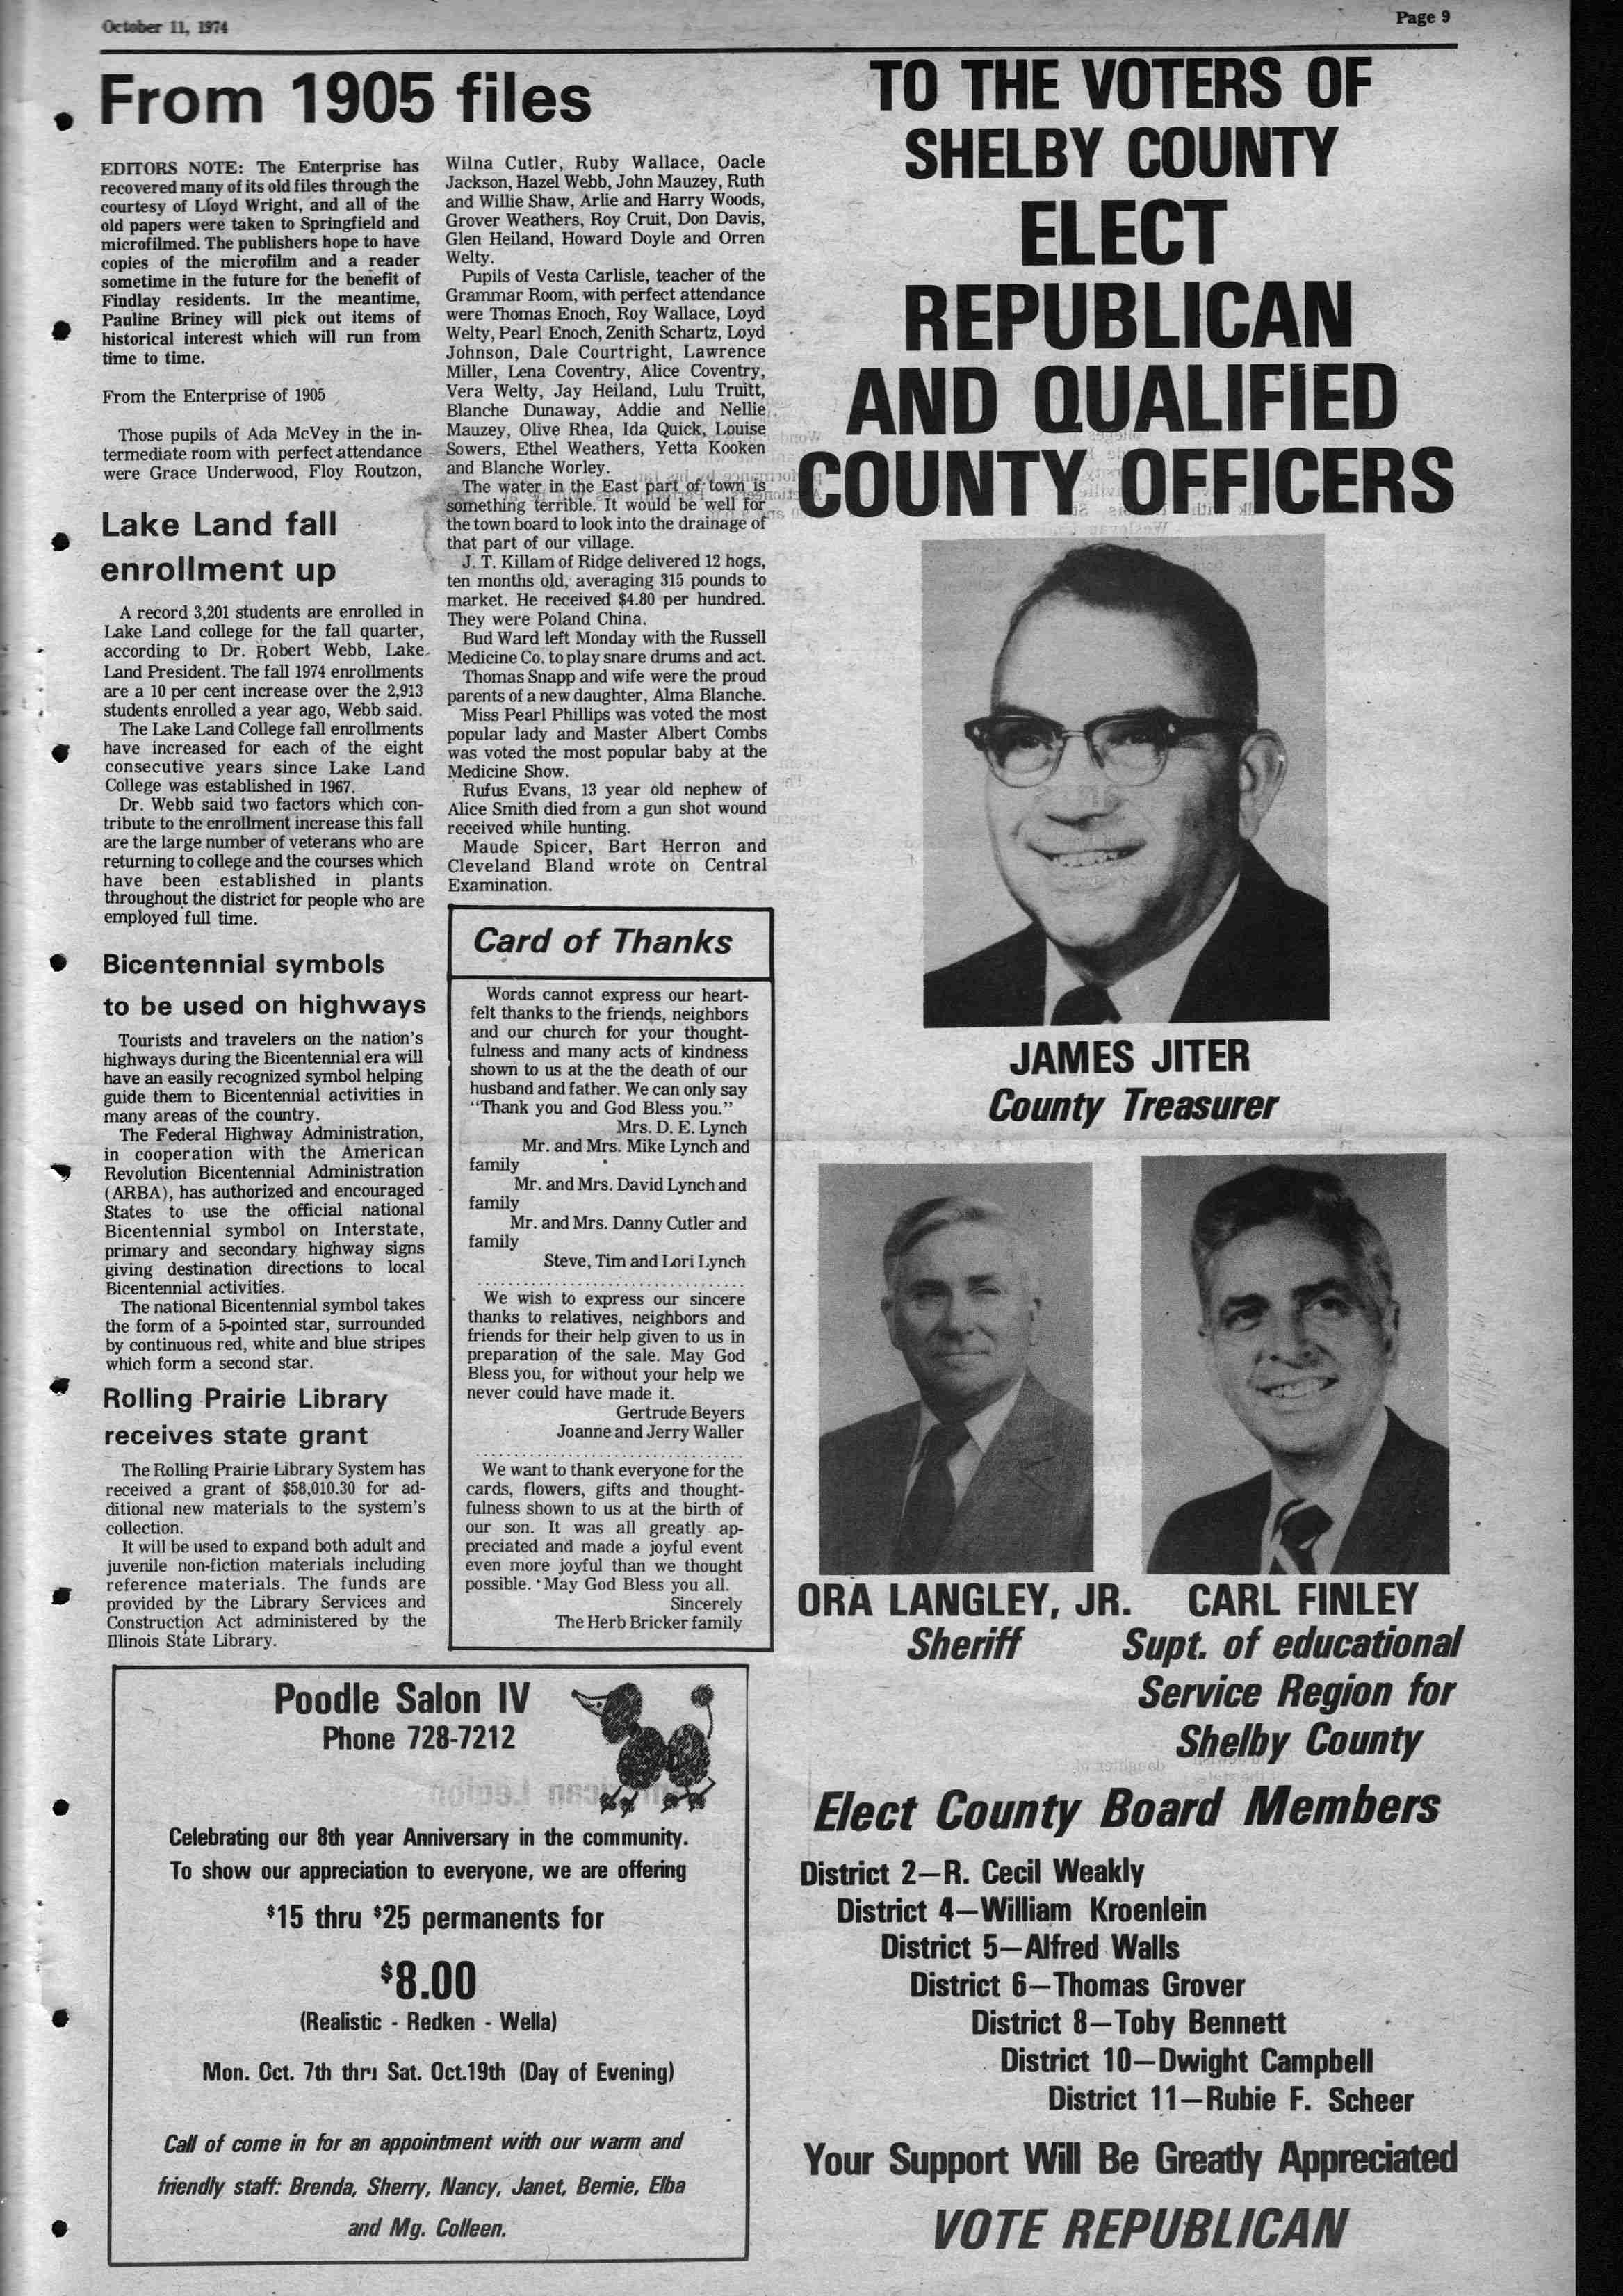 October 11, 1974
Page 9
From 1905 files
EDITORS NOTE: The Enterprise has
recovered many of its old files through the
courtesy of Lloyd Wright, and all of the
old papers were taken to Springfield and
microfilmed. The publishers hope to have
copies of the microfilm and a reader
sometime in the future for the benefit of
Findlay residents. In the meantime,
Pauline Briney will pick out items of
historical interest which will run from
time to time.
From the Enterprise of 1905
Those pupils of Ada McVey in the in-
termediate room with perfect attendance
were Grace Underwood, Floy Routzon,
Wilna Cutler, Ruby Wallace, Oacle
Jackson, Hazel Webb, John Mauzey, Ruth
and Willie Shaw, Arlie and Harry Woods,
Grover Weathers, Roy Cruit, Don Davis,
Glen Heiland, Howard Doyle and Orren
Welty.
Pupils of Vesta Carlisle, teacher of the
Grammar Room, with perfect attendance
were Thomas Enoch, Roy Wallace, Loyd
Welty, Pearl Enoch, Zenith Schartz, Loyd
Johnson, Dale Courtright, Lawrence
Miller, Lena Coventry, Alice Coventry,
Vera Welty, Jay Heiland, Lulu Truitt,
Blanche Dunaway, Addie and Nellie
Mauzey, Olive Rhea, Ida Quick, Louise
Sowers, Ethel Weathers, Yetta Kooken
and Blanche Worley.
The water in the East part of town is
something terrible. It would be well for
the town board to look into the drainage of
that part of our village.
J. T. Killam of Ridge delivered 12 hogs,
ten months old, averaging 315 pounds to
market. He received $4.80 per hundred.
They were Poland China.
Bud Ward left Monday with the Russell
Medicine Co. to play snare drums and act.
Thomas Snapp and wife were the proud
parents of a new daughter, Alma Blanche.
Miss Pearl Phillips was voted the most
popular lady and Master Albert Combs
was voted the most popular baby at the
Medicine Show.
Rufus Evans, 13 year old nephew of
Alice Smith died from a gun shot wound
received while hunting.
Maude Spicer, Bart Herron and
Cleveland Bland wrote on Central
Examination.
Lake Land fall
enrollment up
A record 3,201 students are enrolled in
Lake Land college for the fall quarter,
according to Dr. Robert Webb, Lake
Land President. The fall 1974 enrollments
are a 10 per cent increase over the 2,913
students enrolled a year ago, Webb said.
The Lake Land College fall enrollments
have increased for each of the eight
consecutive years since Lake Land
College was established in 1967.
Dr. Webb said two factors which con-
tribute to the enrollment increase this fall
are the large number of veterans who are
returning to college and the courses which
have been established in plants
throughout the district for people who are
employed full time.
Bicentennial symbols
to be used on highways
Tourists and travelers on the nation's
highways during the Bicentennial era will
have an easily recognized symbol helping
guide them to Bicentennial activities in
many areas of the country.
The Federal Highway Administration,
in cooperation with the American
Revolution Bicentennial Administration
(ARBA), has authorized and encouraged
States to use the official national
Bicentennial symbol on Interstate,
primary and secondary highway signs
giving destination directions to local
Bicentennial activities.
The national Bicentennial symbol takes
the form of a 5-pointed star, surrounded
by continuous red, white and blue stripes
which form a second star.
Rolling Prairie Library
receives state grant
The Rolling Prairie Library System has
received a grant of $58,010.30 for ad-
ditional new materials to the system's
collection.
It will be used to expand both adult and
juvenile non-fiction materials including
reference materials. The funds are
provided by the Library Services and
Construction Act administered by the
Illinois State Library.
Card of Thanks
Words cannot express our heart-
felt thanks to the friends, neighbors
and our church for your thought-
fulness and many acts of kindness
shown to us at the the death of our
husband and father. We can only say
"Thank you and God Bless you."
Mrs. D. E. Lynch
Mr. and Mrs. Mike Lynch and
family
Mr. and Mrs. David Lynch and
family
Mr. and Mrs. Danny Cutler and
family
Steve, Tim and Lori Lynch
We wish to express our sincere
thanks to relatives, neighbors and
friends for their help given to us in
preparation of the sale. May God
Bless you, for without your help we
never could have made it.
Gertrude Beyers
Joanne and Jerry Waller
We want to thank everyone for the
cards, flowers, gifts and thought-
fulness shown to us at the birth of
our son. It was all greatly ap-
preciated and made a joyful event
even more joyful than we thought
possible. May God Bless you all.
Sincerely
The Herb Bricker family
Poodle Salon IV
Phone 728-7212
Celebrating our 8th year Anniversary in the community.
To show our appreciation to everyone, we are offering
$15 thru $25 permanents for
$8.00
(Realistic - Redken - Wella)
Mon. Oct. 7th thru Sat. Oct.19th (Day of Evening)
Call of come in for an appointment with our warm and
friendly staff: Brenda, Sherry, Nancy, Janet, Bernie, Elba
and Mg. Colleen.
TO THE VOTERS OF
SHELBY COUNTY
ELECT
REPUBLICAN
AND QUALIFIED
COUNTY OFFICERS
JAMES JITER
County Treasurer
ORA LANGLEY, JR.
Sheriff
CARL FINLEY
Supt. of educational
Service Region for
Shelby County
Elect County Board Members
District 2—R. Cecil Weakly
District 4—William Kroenlein
District 5—Alfred Walls
District 6—Thomas Grover
District 8—Toby Bennett
District 10—Dwight Campbell
District 11—Rubie F. Scheer
Your Support Will Be Greatly Appreciated
VOTE REPUBLICAN